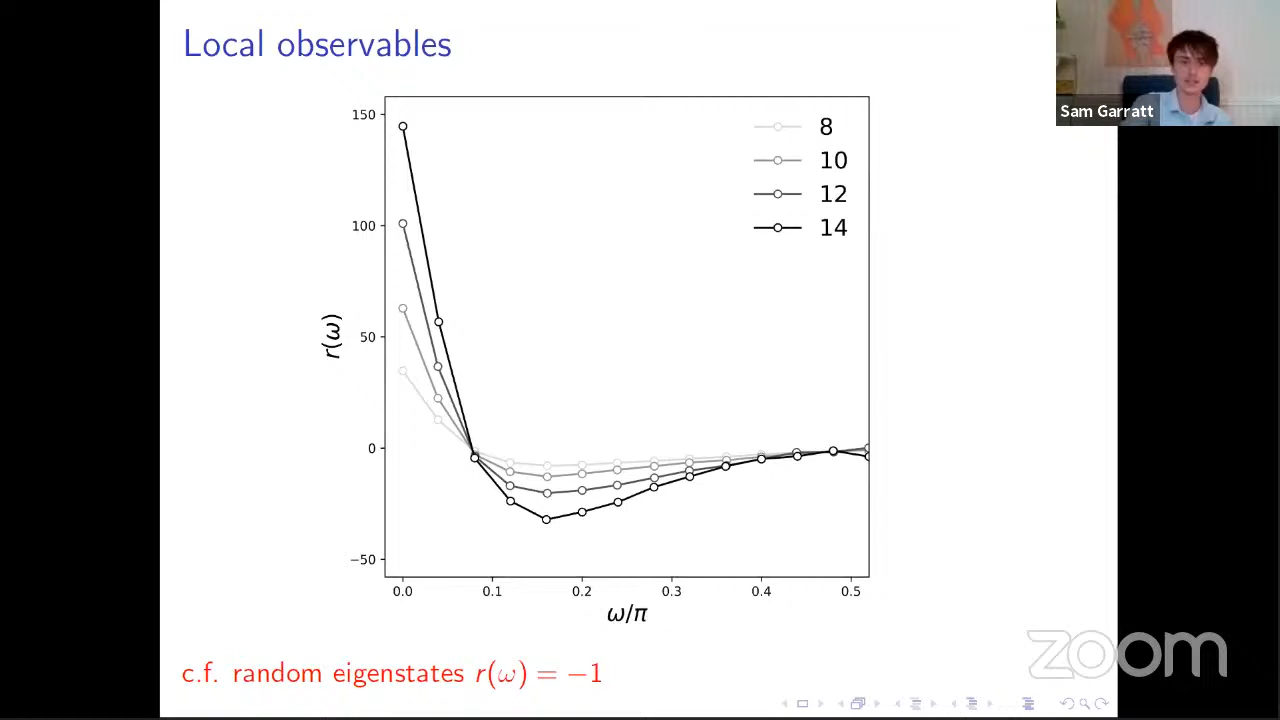 Local observables
Sam Garratt
150
100
50
0
−50
r(ω)
8
10
12
14
0.0 0.1 0.2 0.3 0.4 0.5
ω/π
c.f. random eigenstates r(ω) = −1
zoom